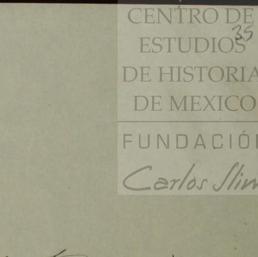 CENTRO DE
35
ESTUDIOS
DE HISTORIA
DE MEXICO
FUNDACIÓN
Carlos Slim